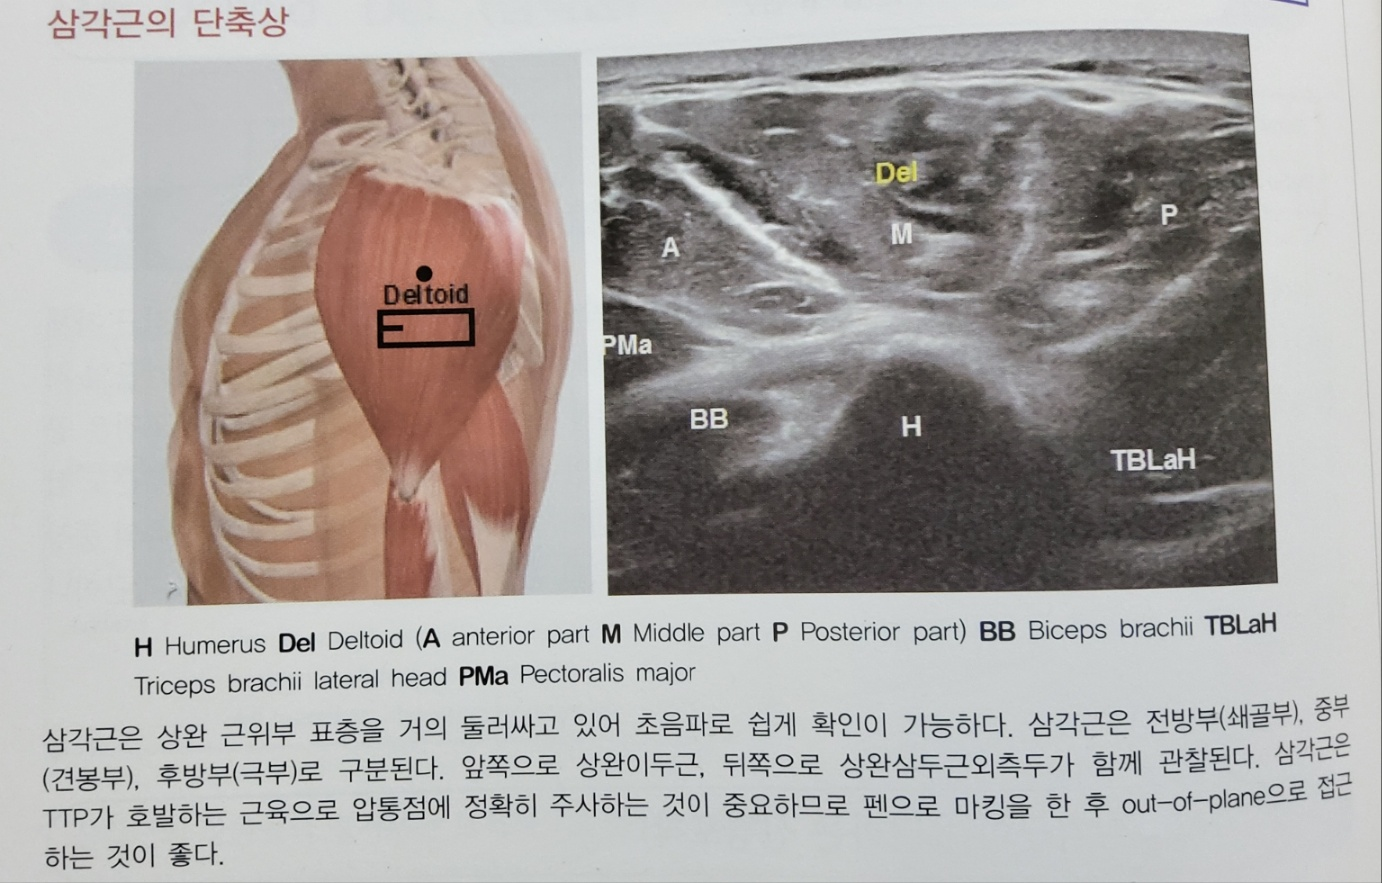 삼각근의 단축상
Deltoid
Del
A
M
P
PMa
BB
H
TBLaH
H Humerus Del Deltoid (A anterior part M Middle part P Posterior part) BB Biceps brachii TBLaH
Triceps brachii lateral head PMa Pectoralis major
삼각근은 상완 근위부 표층을 거의 둘러싸고 있어 초음파로 쉽게 확인이 가능하다. 삼각근은 전방부(쇄골부), 중부
(견봉부), 후방부(극부)로 구분된다. 앞쪽으로 상완이두근, 뒤쪽으로 상완삼두근외측두가 함께 관찰된다. 삼각근은
TTP가 호발하는 근육으로 압통점에 정확히 주사하는 것이 중요하므로 펜으로 마킹을 한 후 out-of-plane으로 접근
하는 것이 좋다.